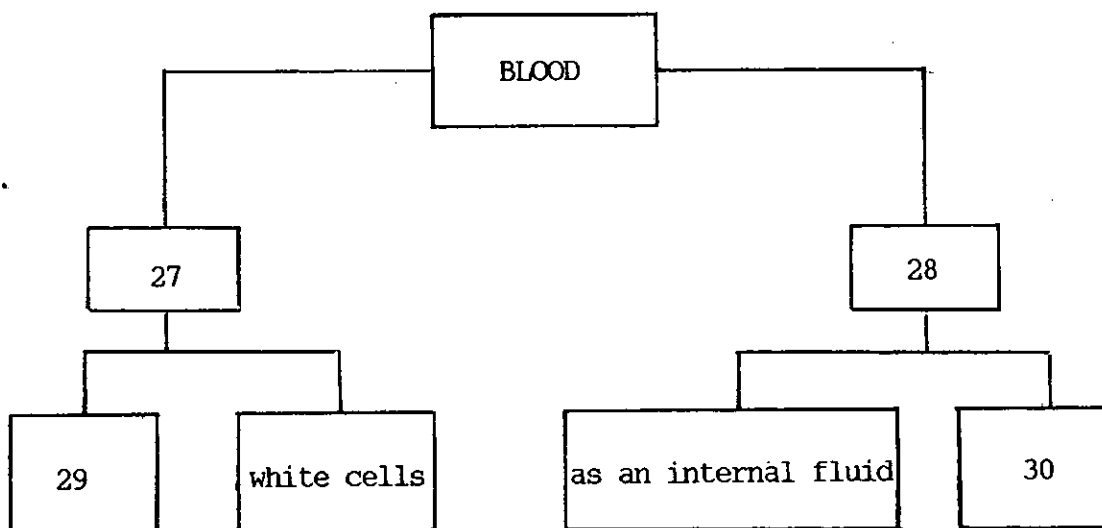 BLOOD
27
28
29
white cells
as an internal fluid
30